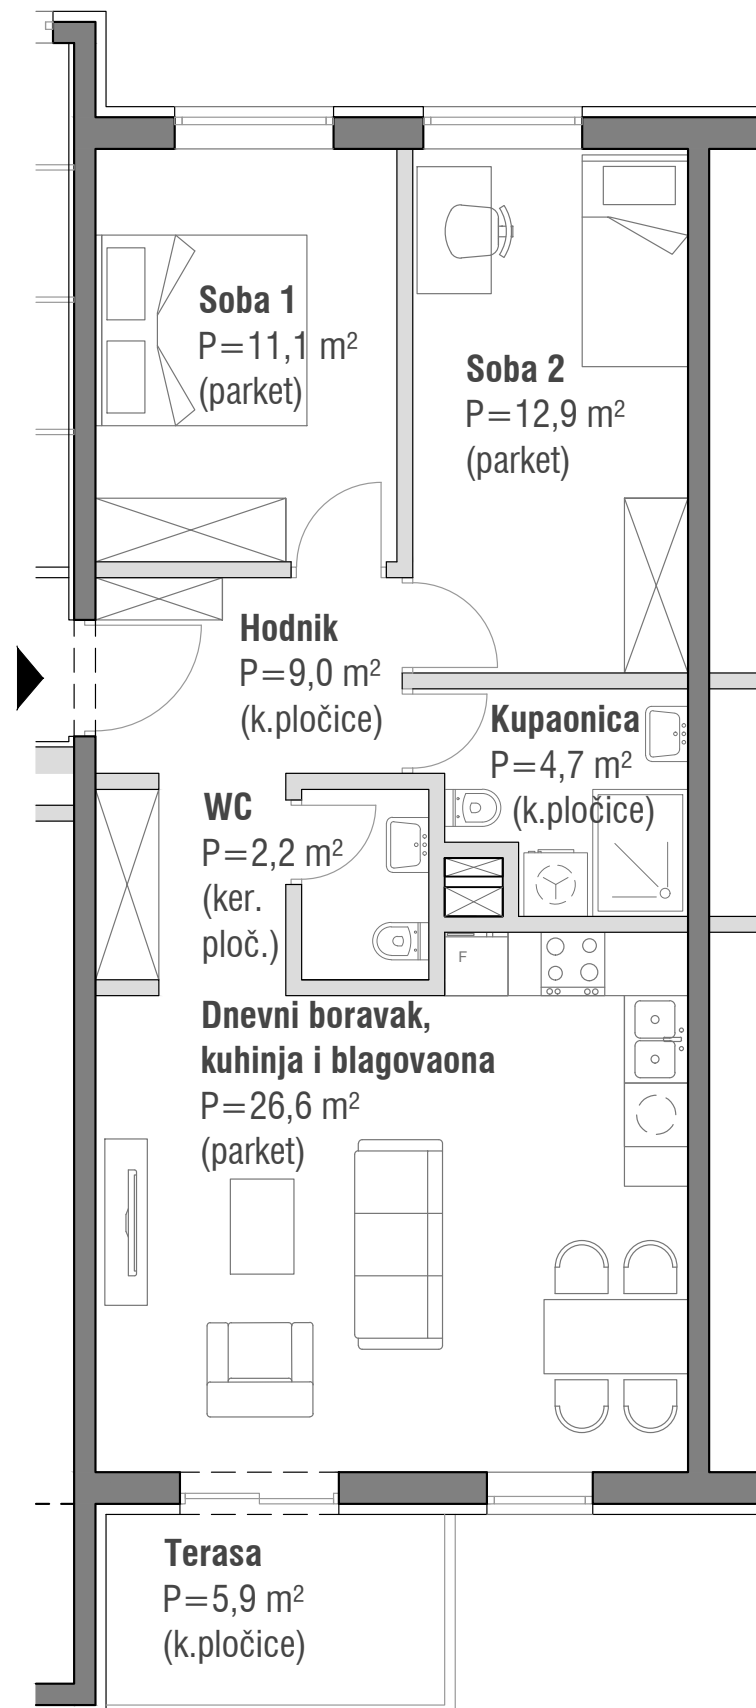 Soba 1
P=11,1 m²
(parket)
Soba 2
P=12,9 m²
(parket)
Hodnik
P=9,0 m²
(k.pločice)
Kupaonica
P=4,7 m²
(k.pločice)
WC
P=2,2 m²
(ker.
ploč.)
F
Dnevni boravak,
kuhinja i blagovaona
P=26,6 m²
(parket)
Terasa
P=5,9 m²
(k.pločice)